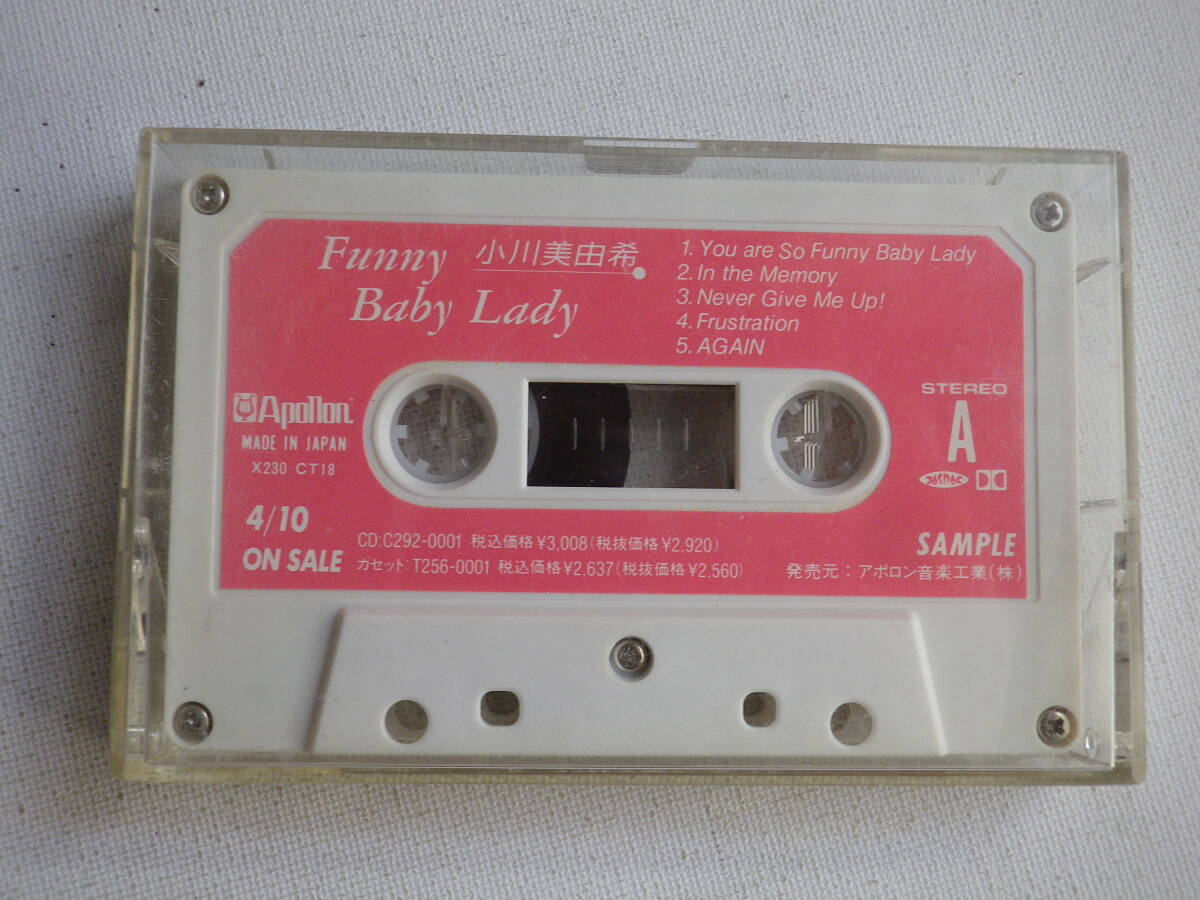 Funny 小川美由希
Baby Lady
1. You are So Funny Baby Lady
2. In the Memory
3. Never Give Me Up!
4. Frustration
5. AGAIN
Apollon
MADE IN JAPAN
X230 CT18
STEREO
A
JASRAC
4/10
ON SALE
CD:C292-0001 税込価格¥3,008(税抜価格¥2,920)
カセット:T256-0001 税込価格¥2,637(税抜価格¥2,560)
SAMPLE
発売元:アポロン音楽工業(株)